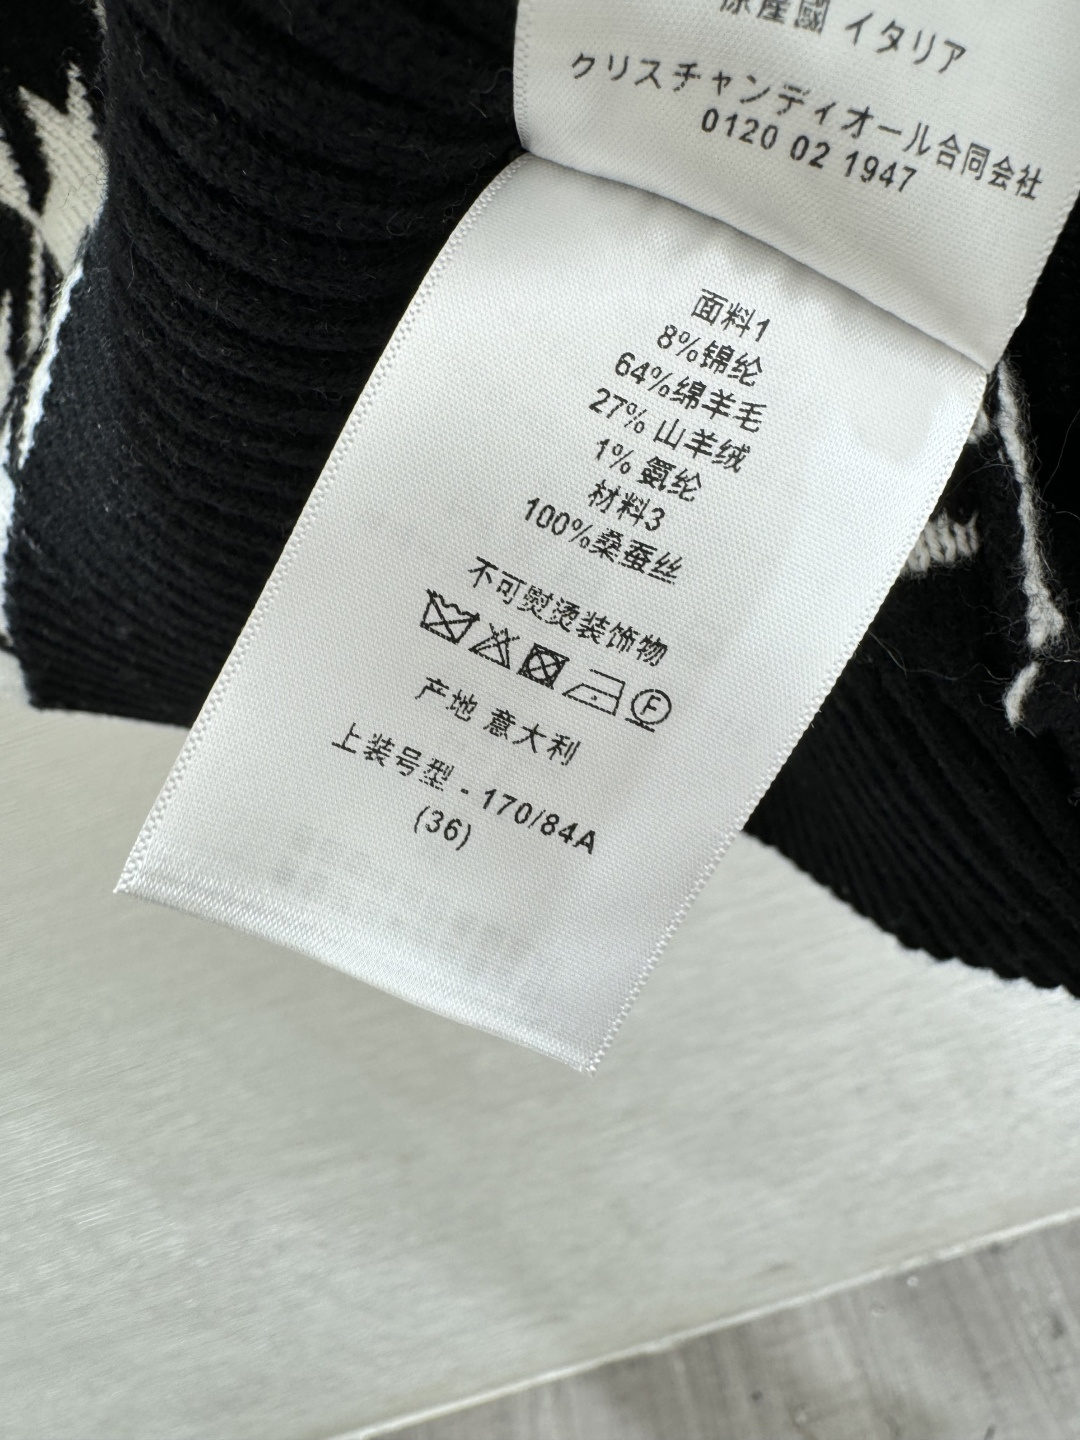 原産國 イタリア
クリスチャンディオール合同会社
0120 02 1947
面料1
8%锦纶
64%绵羊毛
27% 山羊绒
1% 氨纶
材料3
100%桑蚕丝
不可熨烫装饰物
F
产地 意大利
上装号型 - 170/84A
(36)